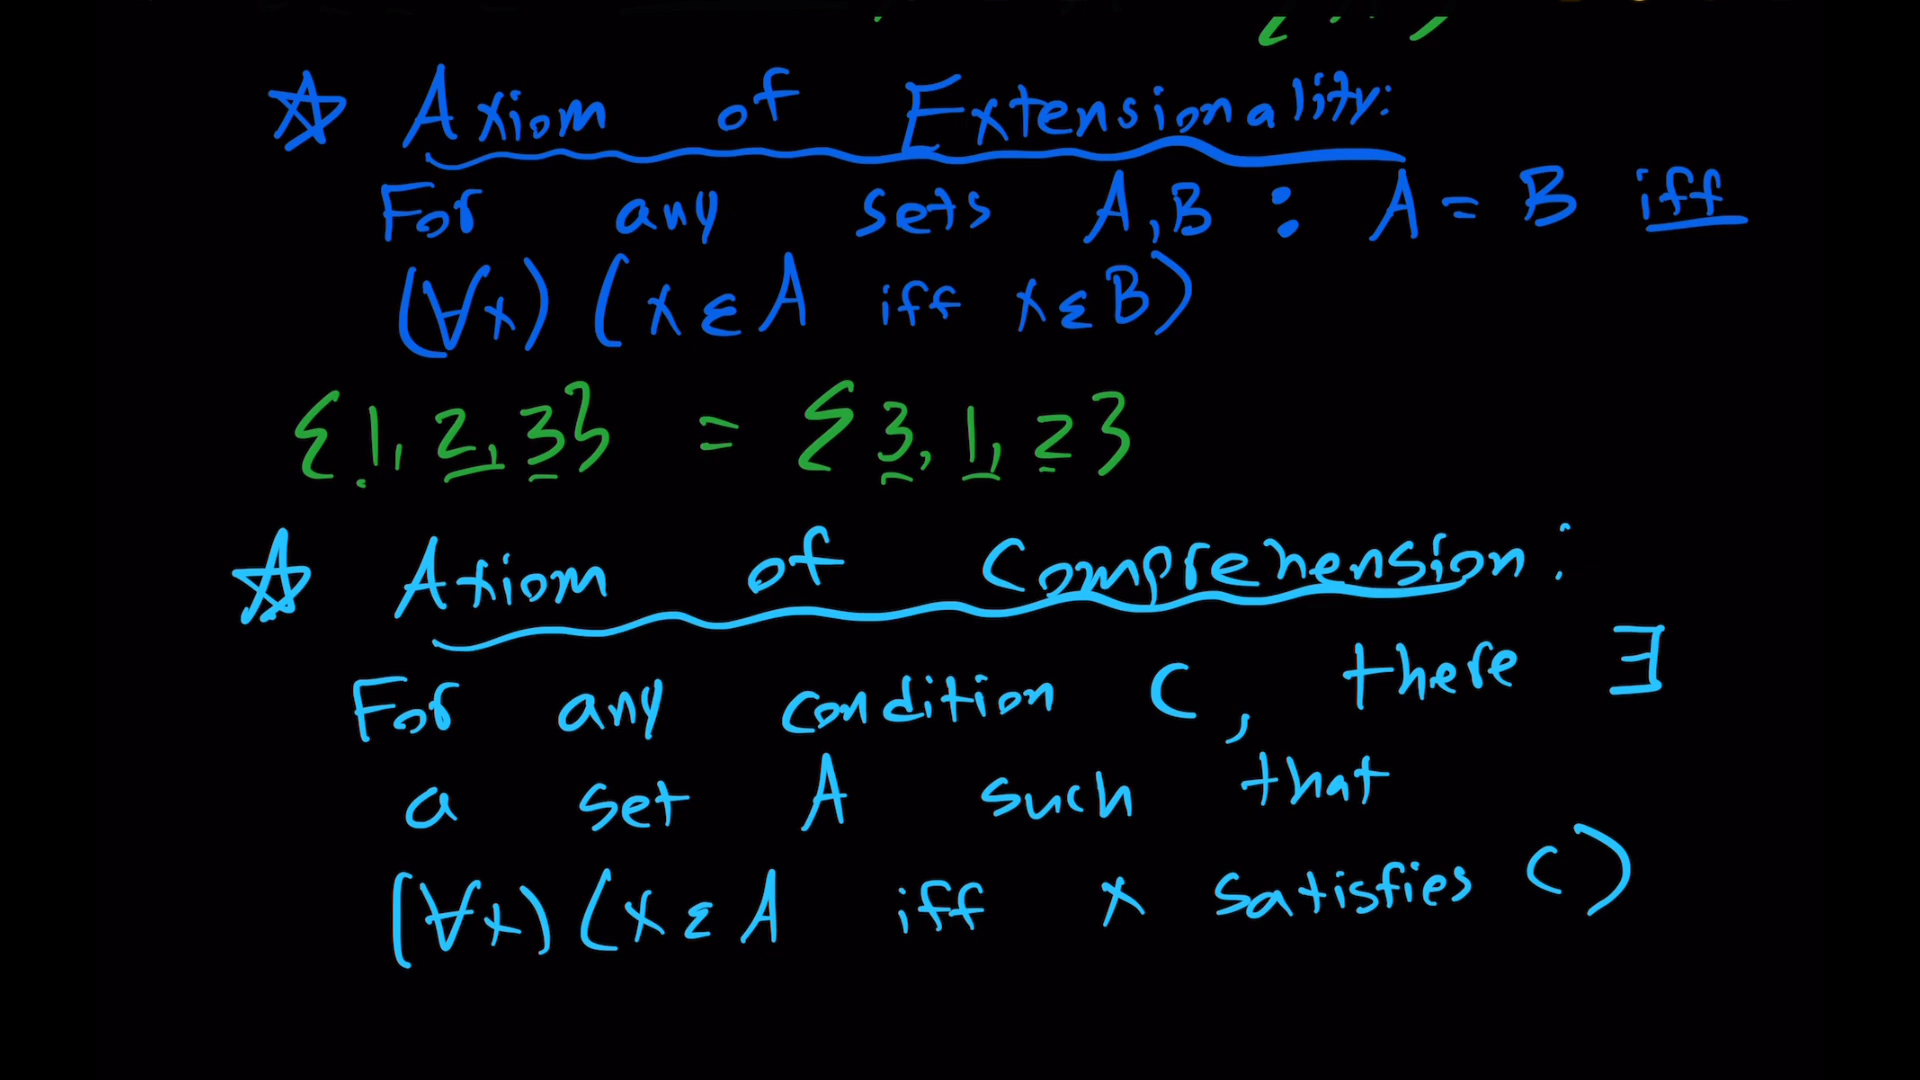 ☆ Axiom of Extensionality:
For any sets A,B : A = B iff
(∀x) (x ∈ A iff x ∈ B)
{1, 2, 3} = {3, 1, 2}
☆ Axiom of Comprehension:
For any condition C, there ∃
a set A such that
(∀x) (x ∈ A iff x satisfies C)